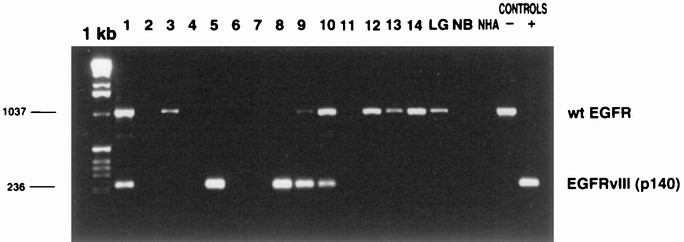 CONTROLS
1 kb 1 2 3 4 5 6 7 8 9 10 11 12 13 14 LG NB NHA − +
1037 wt EGFR
236 EGFRvIII (p140)